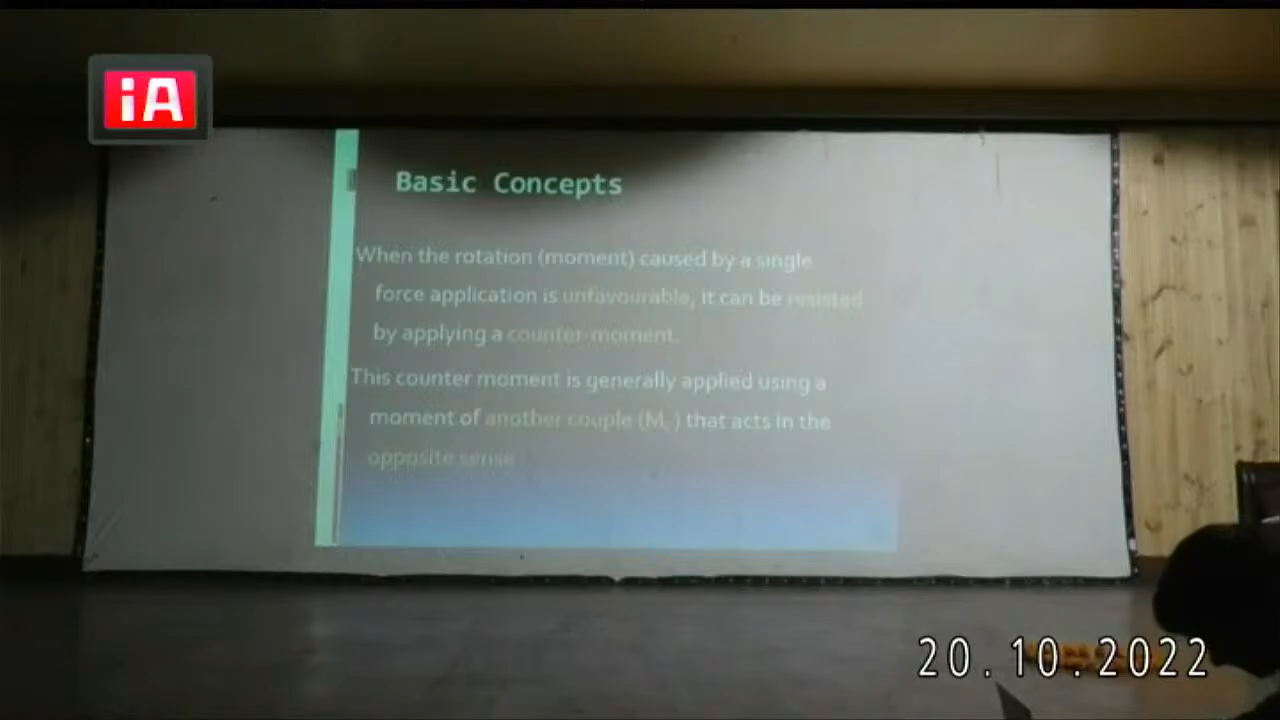 iA
Basic Concepts
When the rotation (moment) caused by a single
force application is unfavourable, it can be resisted
by applying a counter-moment.
This counter moment is generally applied using a
moment of another couple (Mc) that acts in the
opposite sense
20.10.2022